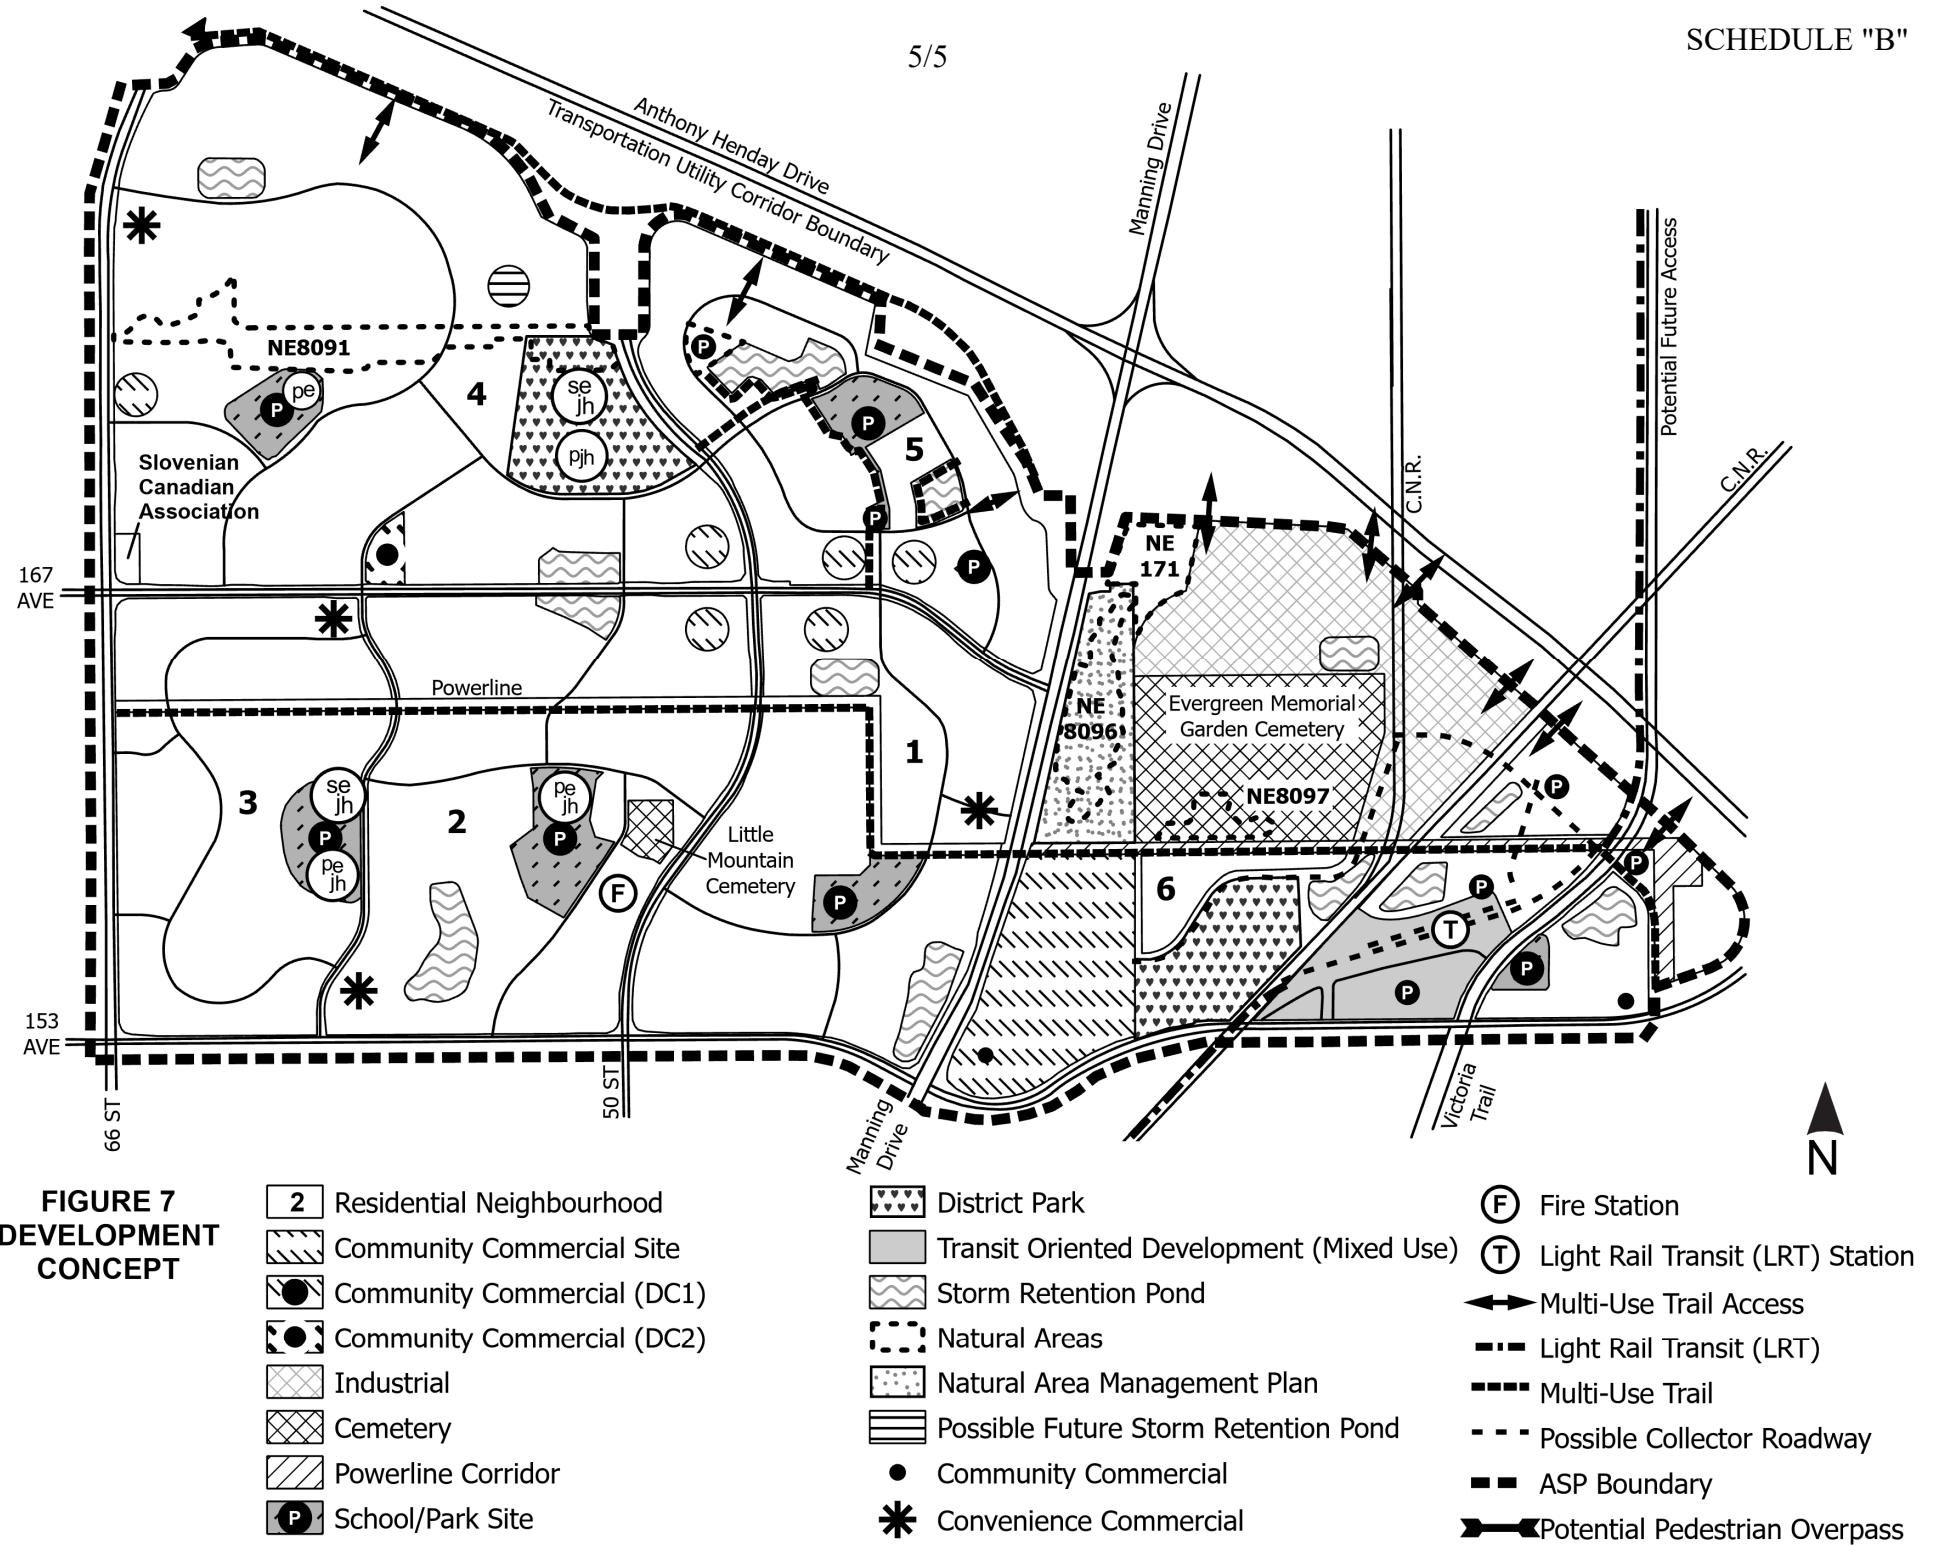 SCHEDULE "B"
5/5
Anthony Henday Drive
Transportation Utility Corridor Boundary
Manning Drive
Potential Future Access
C.N.R.
C.N.R.
NE8091
P
pe
4
se
jh
pjh
P
P
5
P
P
Slovenian
Canadian
Association
167
AVE
NE
171
Powerline
NE
8096
Evergreen Memorial
Garden Cemetery
NE8097
1
3
se
jh
P
pe
jh
2
pe
jh
P
Little
Mountain
Cemetery
F
P
6
P
P
P
T
P
P
153
AVE
66 ST
50 ST
Manning
Drive
Victoria
Trail
N
FIGURE 7
DEVELOPMENT
CONCEPT
2 Residential Neighbourhood
Community Commercial Site
Community Commercial (DC1)
Community Commercial (DC2)
Industrial
Cemetery
Powerline Corridor
P School/Park Site
District Park
Transit Oriented Development (Mixed Use)
Storm Retention Pond
Natural Areas
Natural Area Management Plan
Possible Future Storm Retention Pond
Community Commercial
Convenience Commercial
F Fire Station
T Light Rail Transit (LRT) Station
Multi-Use Trail Access
Light Rail Transit (LRT)
Multi-Use Trail
Possible Collector Roadway
ASP Boundary
Potential Pedestrian Overpass